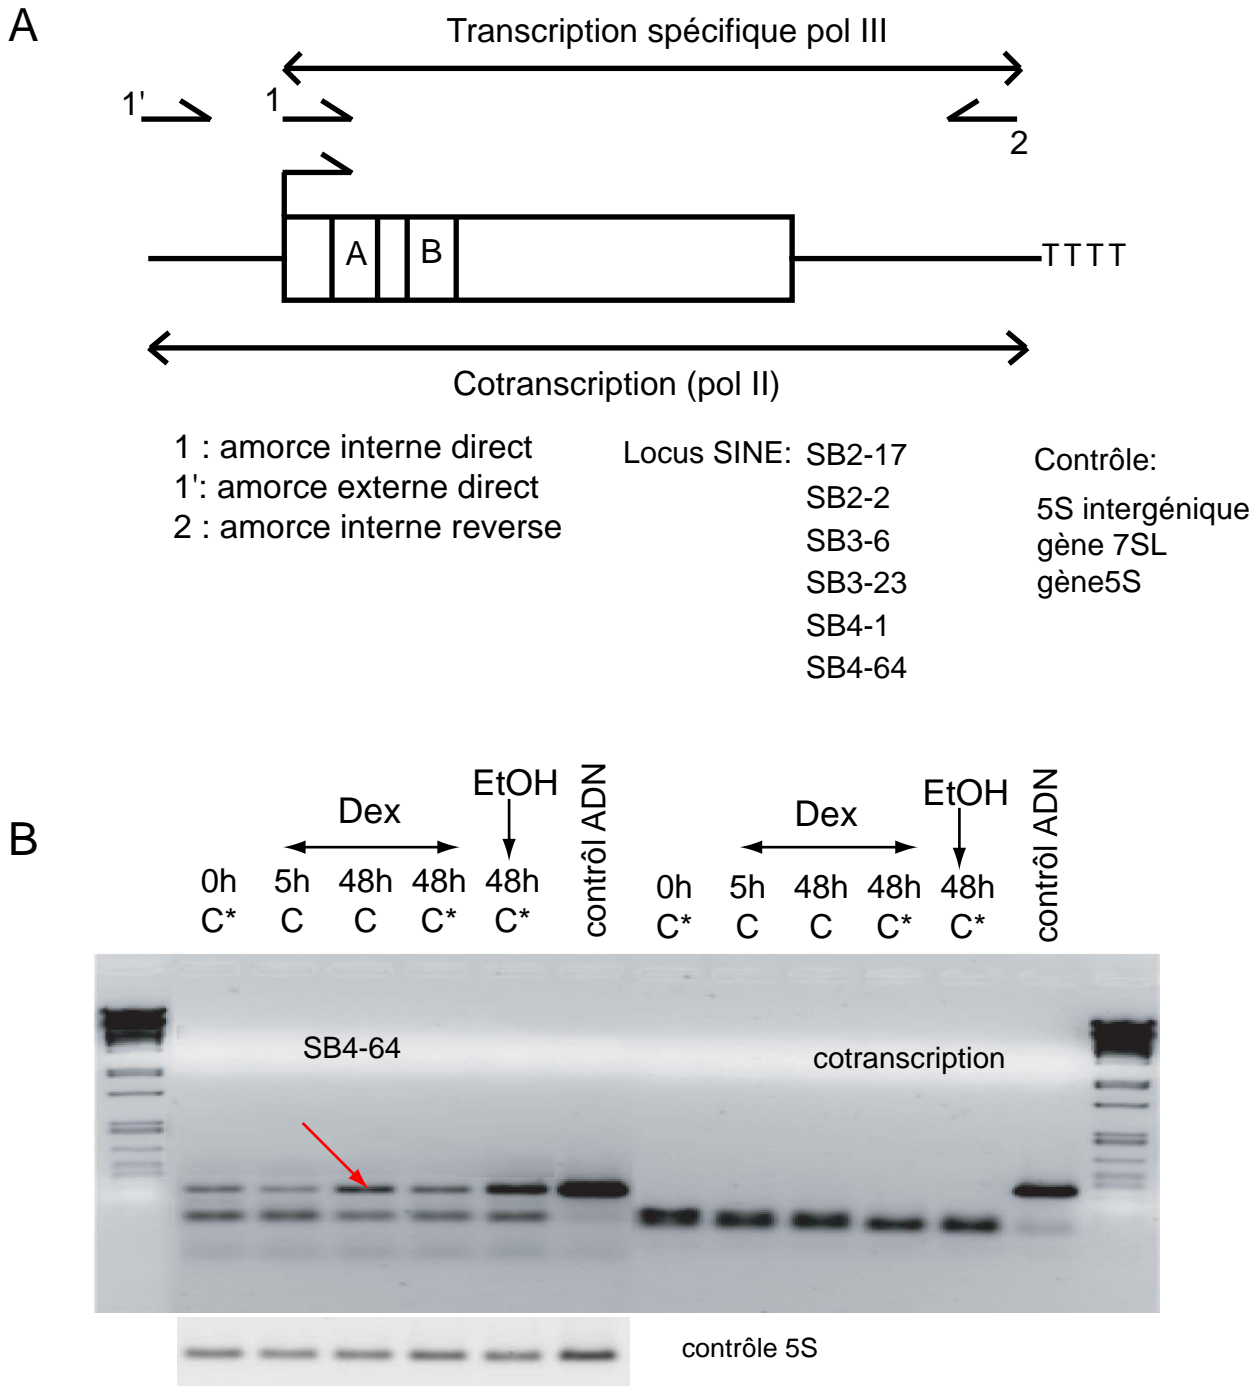 A
Transcription spécifique pol III
1'
1
2
A
B
TTTT
Cotranscription (pol II)
1 : amorce interne direct
1': amorce externe direct
2 : amorce interne reverse
Locus SINE:
SB2-17
SB2-2
SB3-6
SB3-23
SB4-1
SB4-64
Contrôle:
5S intergénique
gène 7SL
gène5S
B
Dex
EtOH
contrôl ADN
Dex
EtOH
contrôl ADN
0h 5h 48h 48h 48h
C* C C C* C*
0h 5h 48h 48h 48h
C* C C C* C*
SB4-64
cotranscription
contrôle 5S